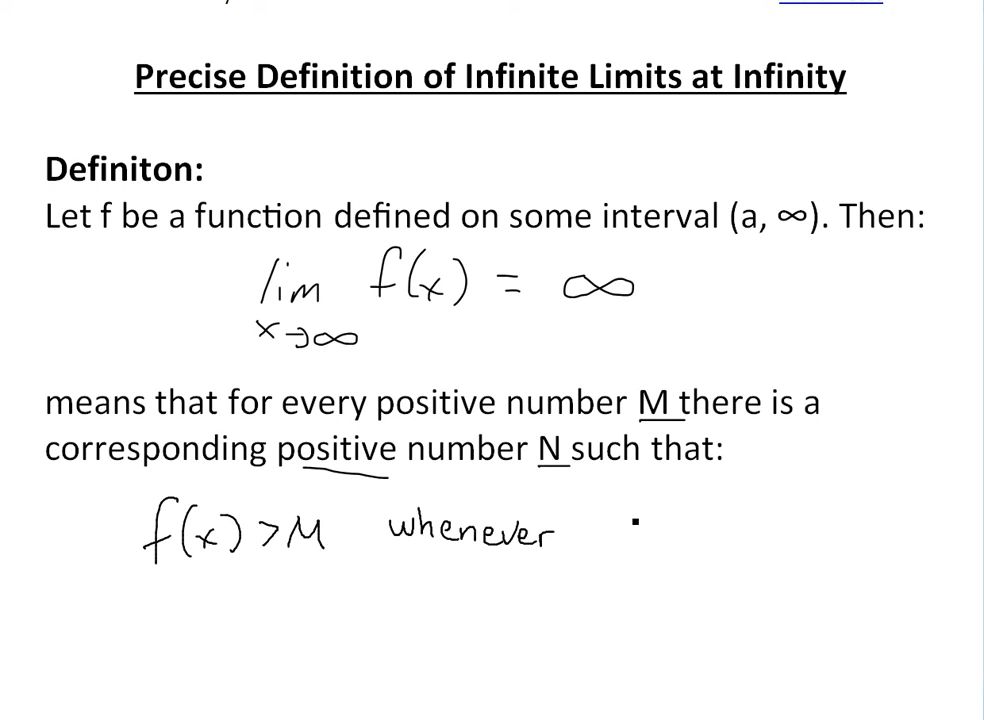 Precise Definition of Infinite Limits at Infinity
Definiton:
Let f be a function defined on some interval (a, ∞). Then:
lim f(x) = ∞
x→∞
means that for every positive number M there is a
corresponding positive number N such that:
f(x) > M whenever